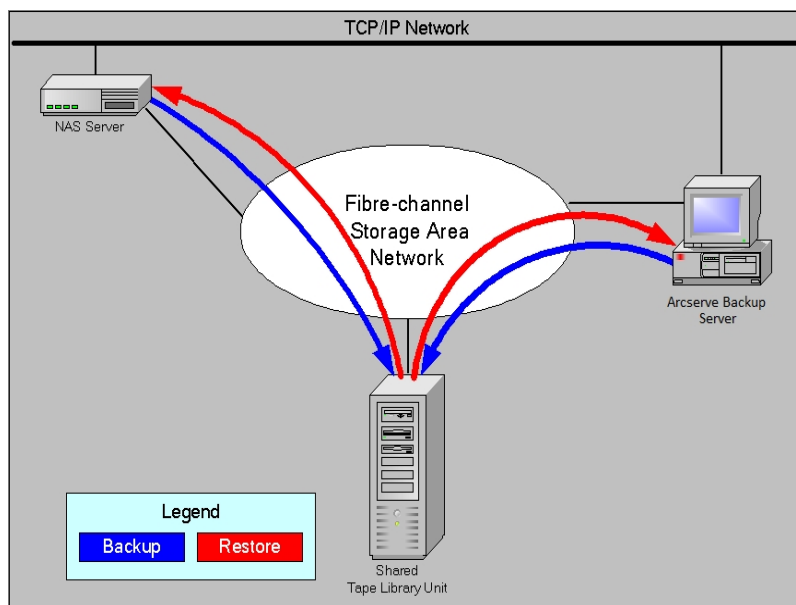 TCP/IP Network
NAS Server
Fibre-channel
Storage Area
Network
Arcserve Backup
Server
Legend
Backup
Restore
Shared
Tape Library Unit